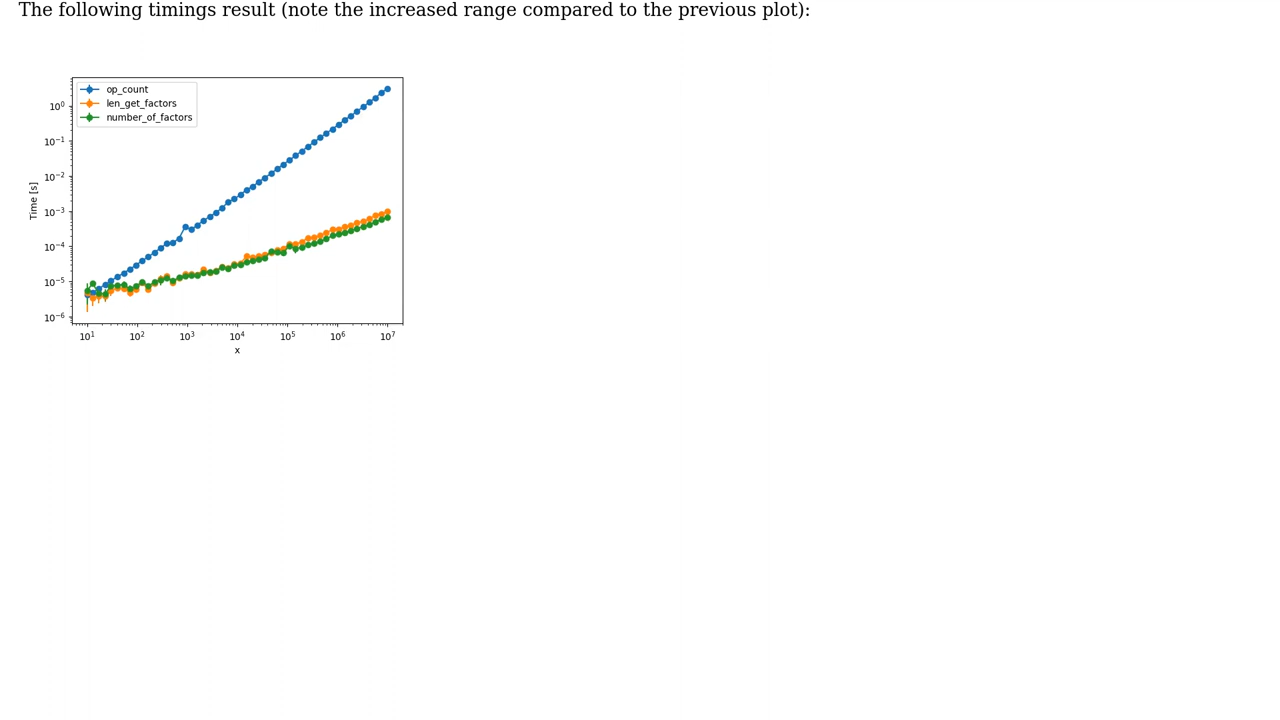 The following timings result (note the increased range compared to the previous plot):
op_count
len_get_factors
number_of_factors
10⁰
10⁻¹
10⁻²
10⁻³
10⁻⁴
10⁻⁵
10⁻⁶
Time [s]
10¹ 10² 10³ 10⁴ 10⁵ 10⁶ 10⁷
x